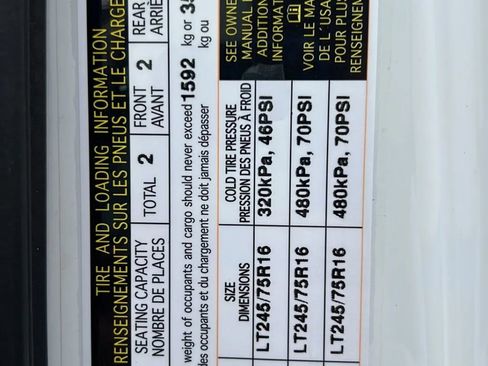 TIRE AND LOADING INFORMATION
RENSEIGNEMENTS SUR LES PNEUS ET LE CHARGE
SEATING CAPACITY
NOMBRE DE PLACES
TOTAL 2
FRONT
AVANT
2
REAR
ARRIÈ
weight of occupants and cargo should never exceed 1592 kg or
des occupants et du chargement ne doit jamais dépasser kg ou
SIZE
DIMENSIONS
COLD TIRE PRESSURE
PRESSION DES PNEUS À FROID
LT245/75R16 320kPa, 46PSI
LT245/75R16 480kPa, 70PSI
LT245/75R16 480kPa, 70PSI
SEE OWNE
MANUAL F
ADDITION
INFORMAT
VOIR LE MA
DE L'USA
POUR PLUS
RENSEIGNEM